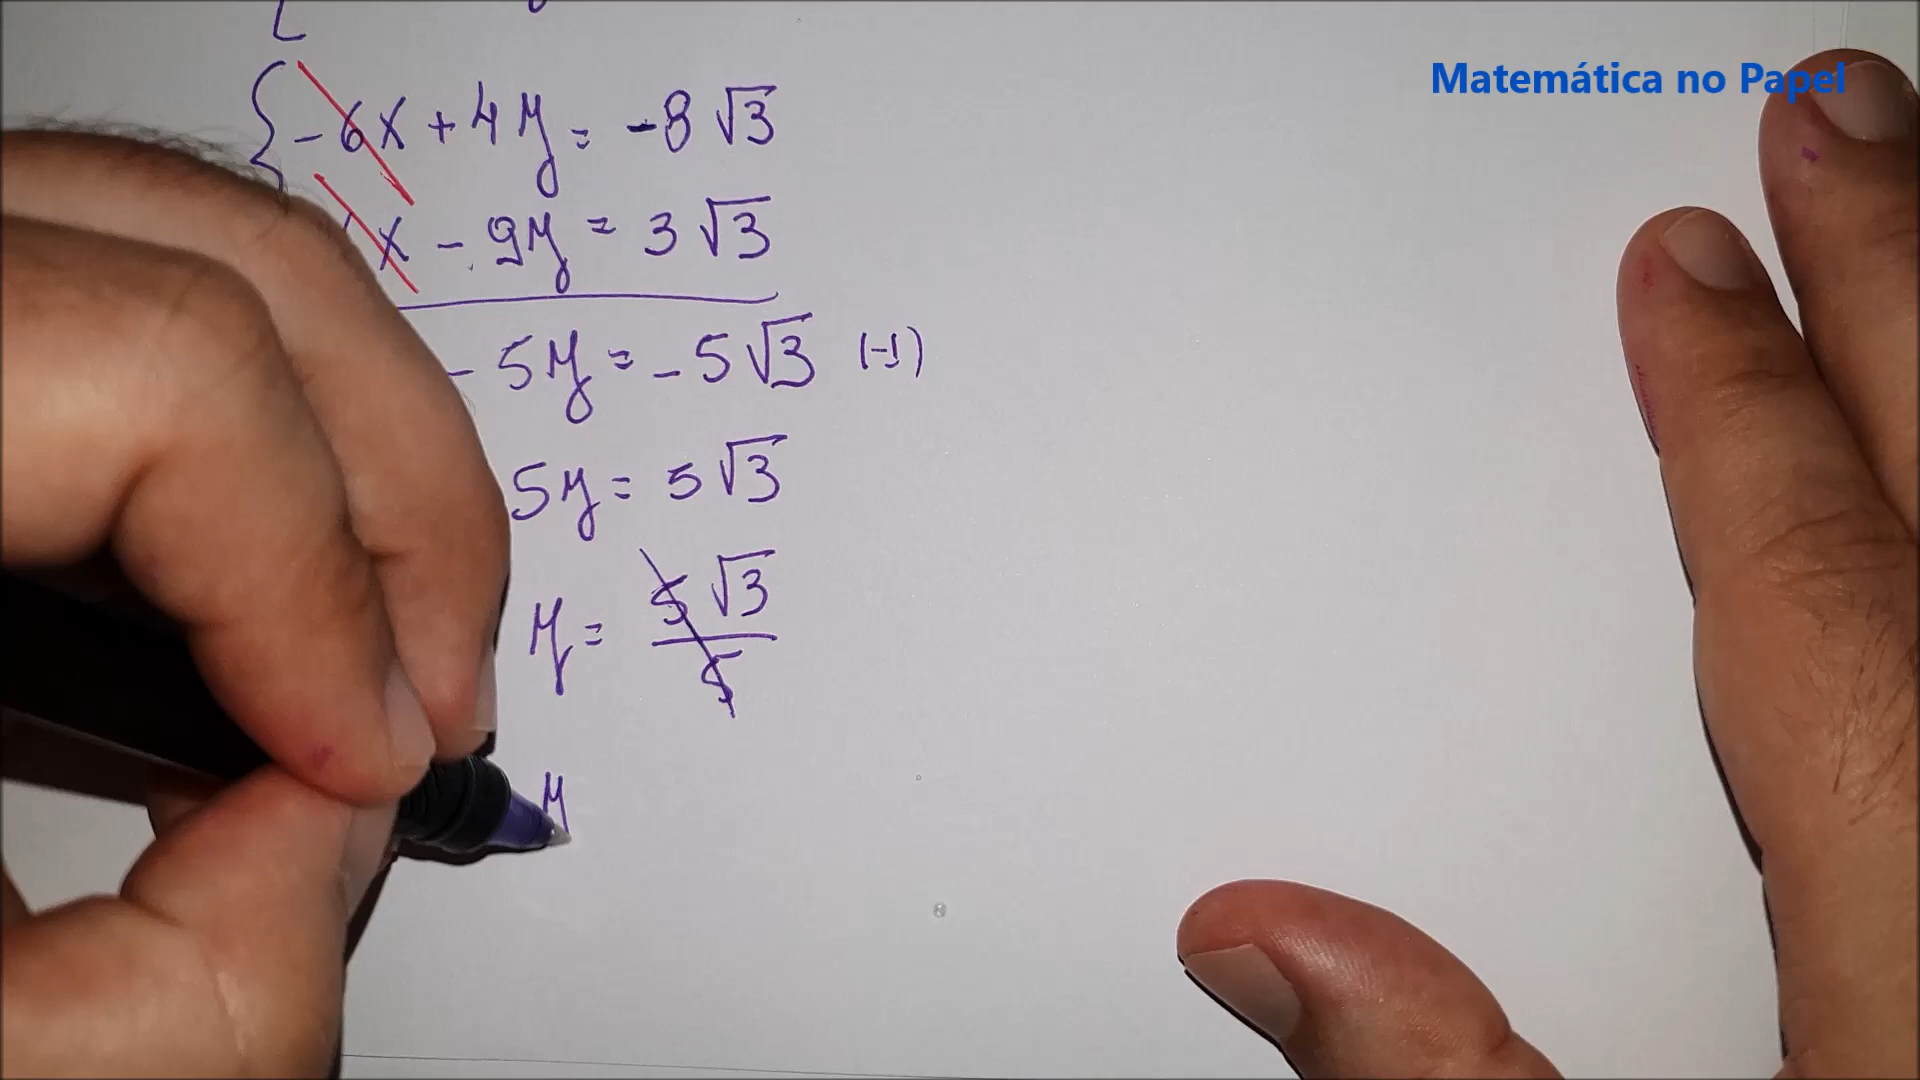 Matemática no Papel
- 6x + 4y = -8 √3
x - 9y = 3 √3
- 5y = - 5 √3 (-1)
5y = 5 √3
y = 5 √3 / 5
y